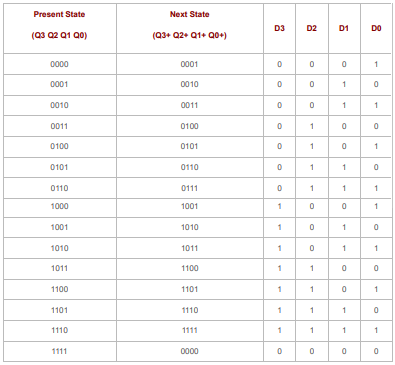 Present State
(Q3 Q2 Q1 Q0)
Next State
(Q3+ Q2+ Q1+ Q0+)
D3 D2 D1 D0
0000 0001 0 0 0 1
0001 0010 0 0 1 0
0010 0011 0 0 1 1
0011 0100 0 1 0 0
0100 0101 0 1 0 1
0101 0110 0 1 1 0
0110 0111 0 1 1 1
1000 1001 1 0 0 1
1001 1010 1 0 1 0
1010 1011 1 0 1 1
1011 1100 1 1 0 0
1100 1101 1 1 0 1
1101 1110 1 1 1 0
1110 1111 1 1 1 1
1111 0000 0 0 0 0